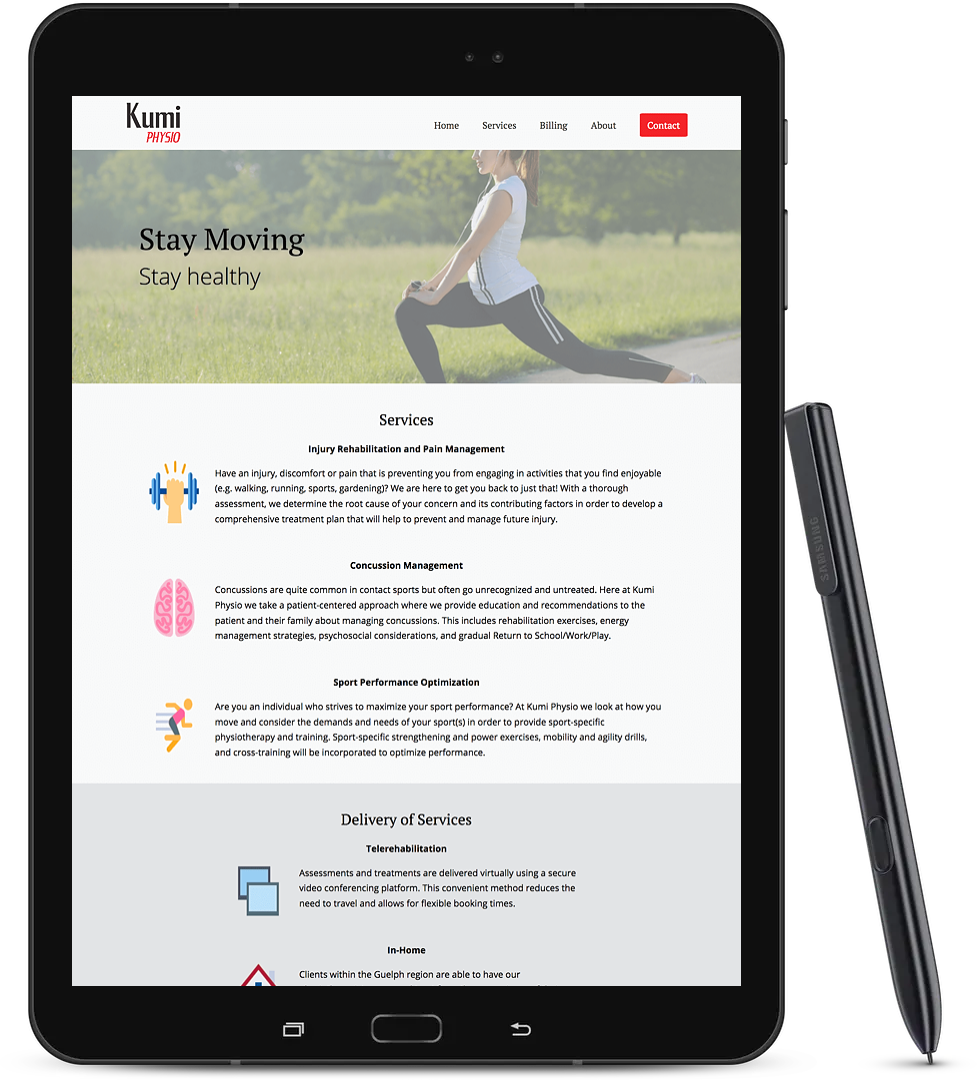 Kumi
PHYSIO
Home Services Billing About Contact
Stay Moving
Stay healthy
Services
Injury Rehabilitation and Pain Management
Have an injury, discomfort or pain that is preventing you from engaging in activities that you find enjoyable
(e.g. walking, running, sports, gardening)? We are here to get you back to just that! With a thorough
assessment, we determine the root cause of your concern and its contributing factors in order to develop a
comprehensive treatment plan that will help to prevent and manage future injury.
Concussion Management
Concussions are quite common in contact sports but often go unrecognized and untreated. Here at Kumi
Physio we take a patient-centered approach where we provide education and recommendations to the
patient and their family about managing concussions. This includes rehabilitation exercises, energy
management strategies, psychosocial considerations, and gradual Return to School/Work/Play.
Sport Performance Optimization
Are you an individual who strives to maximize your sport performance? At Kumi Physio we look at how you
move and consider the demands and needs of your sport(s) in order to provide sport-specific
physiotherapy and training. Sport-specific strengthening and power exercises, mobility and agility drills,
and cross-training will be incorporated to optimize performance.
Delivery of Services
Telerehabilitation
Assessments and treatments are delivered virtually using a secure
video conferencing platform. This convenient method reduces the
need to travel and allows for flexible booking times.
In-Home
Clients within the Guelph region are able to have our
SAMSUNG